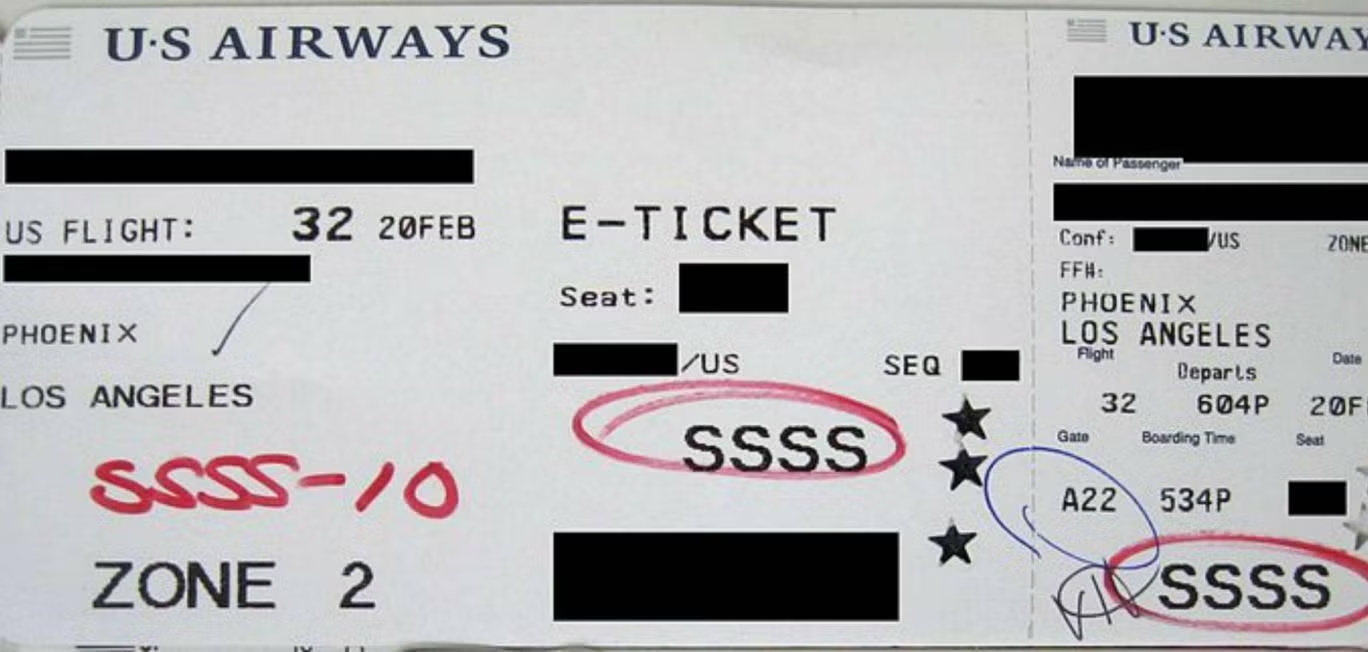 U·S AIRWAYS
US FLIGHT: 32 20FEB
PHOENIX
LOS ANGELES
SSSS-10
ZONE 2
E-TICKET
Seat:
/US SEQ
SSSS
U·S AIRWAY
Name of Passenger
Conf: /US ZONE
FF#:
PHOENIX
LOS ANGELES
Flight Departs Date
32 604P 20F
Gate Boarding Time Seat
A22 534P
SSSS